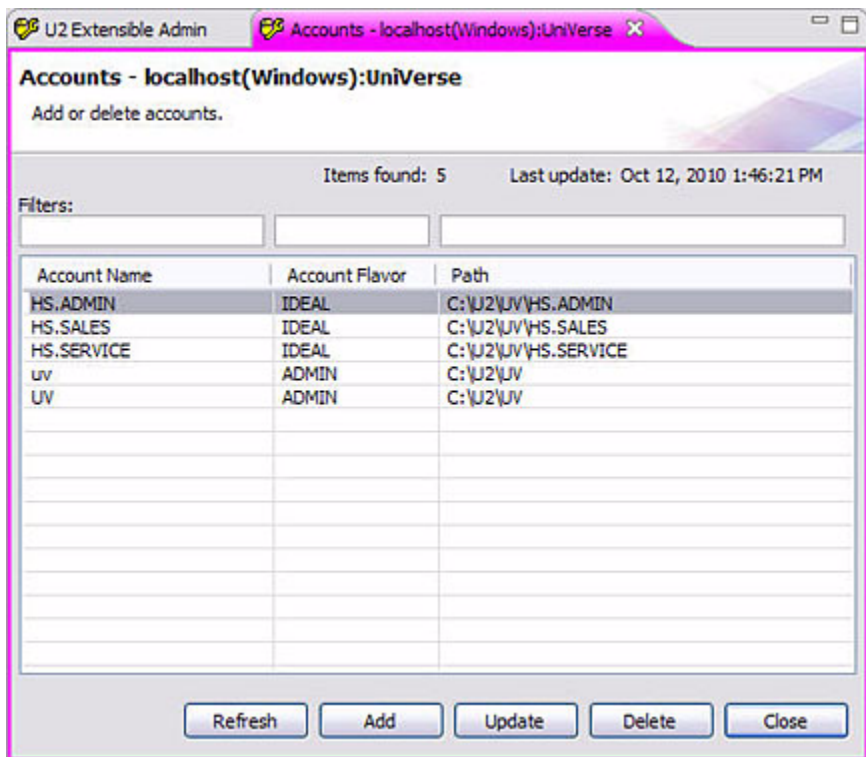 U2 Extensible Admin
Accounts - localhost(Windows):UniVerse
Accounts - localhost(Windows):UniVerse
Add or delete accounts.
Items found: 5 Last update: Oct 12, 2010 1:46:21 PM
Filters:
Account Name Account Flavor Path
HS.ADMIN IDEAL C:\U2\UV\HS.ADMIN
HS.SALES IDEAL C:\U2\UV\HS.SALES
HS.SERVICE IDEAL C:\U2\UV\HS.SERVICE
uv ADMIN C:\U2\UV
UV ADMIN C:\U2\UV
Refresh Add Update Delete Close